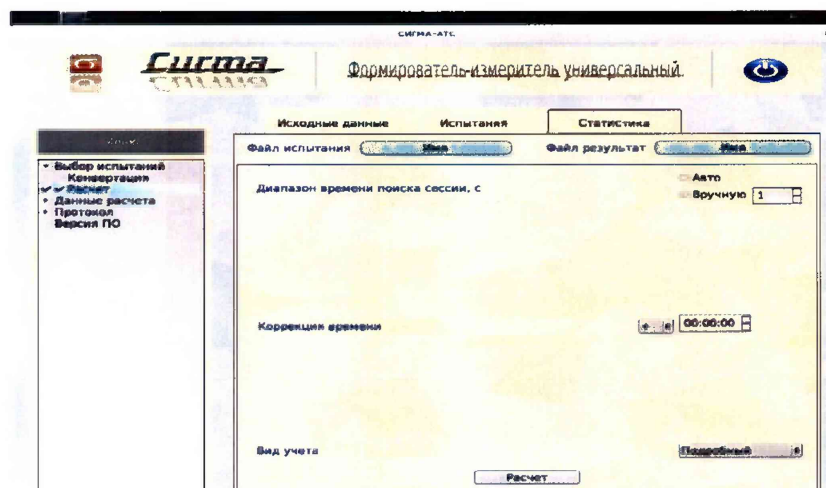 СИГМА-АТС
Сигма
Формирователь-измеритель универсальный
Исходные данные
Испытания
Статистика
Файл испытания
Имя
Файл результат
Имя
Выбор испытаний
Конвертация
Расчет
Данные расчета
Протокол
Версия ПО
Диапазон времени поиска сессии, с
Авто
Вручную 1
Коррекция времени
00:00:00
Вид учета
Подробный
Расчет